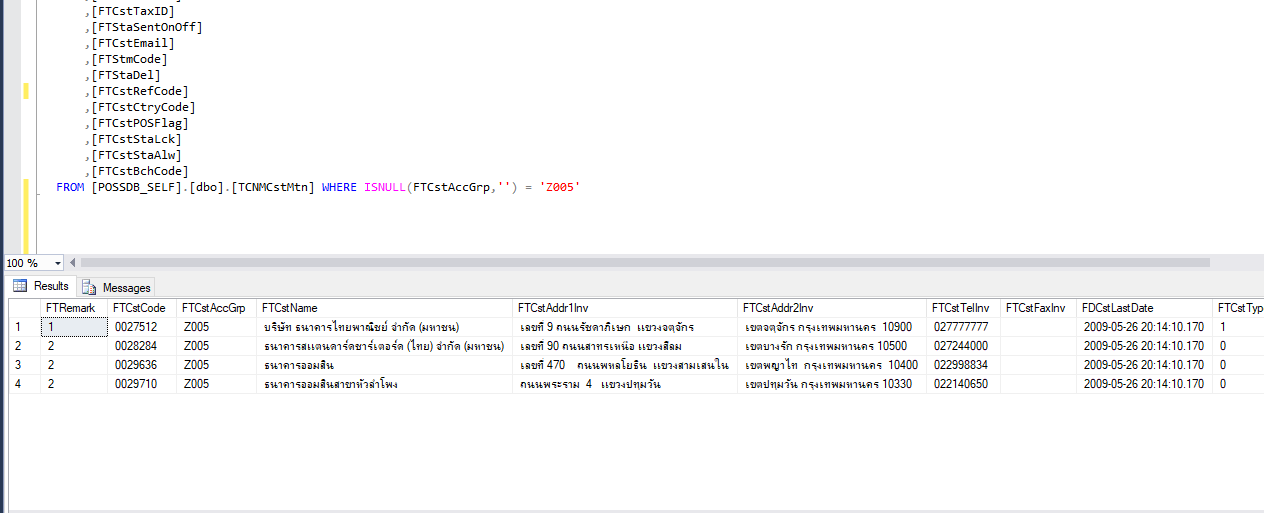 ,[FTCstTaxID]
,[FTStaSentOnOff]
,[FTCstEmail]
,[FTStmCode]
,[FTStaDel]
,[FTCstRefCode]
,[FTCstCtryCode]
,[FTCstPOSFlag]
,[FTCstStaLck]
,[FTCstStaAlw]
,[FTCstBchCode]
FROM [POSSDB_SELF].[dbo].[TCNMCstMtn] WHERE ISNULL(FTCstAccGrp,'') = 'Z005'
100 %
Results Messages
FTRemark FTCstCode FTCstAccGrp FTCstName FTCstAddr1Inv FTCstAddr2Inv FTCstTelInv FTCstFaxInv FDCstLastDate FTCstTyp
1 1 0027512 Z005 บริษัท ธนาคารไทยพาณิชย์ จำกัด (มหาชน) เลขที่ 9 ถนนรัชดาภิเษก แขวงจตุจักร เขตจตุจักร กรุงเทพมหานคร 10900 027777777 2009-05-26 20:14:10.170 1
2 2 0028284 Z005 ธนาคารสแตนดาร์ดชาร์เตอร์ด (ไทย) จำกัด (มหาชน) เลขที่ 90 ถนนสาทรเหนือ แขวงสีลม เขตบางรัก กรุงเทพมหานคร 10500 027244000 2009-05-26 20:14:10.170 0
3 2 0029636 Z005 ธนาคารออมสิน เลขที่ 470 ถนนพหลโยธิน แขวงสามเสนใน เขตพญาไท กรุงเทพมหานคร 10400 022998834 2009-05-26 20:14:10.170 0
4 2 0029710 Z005 ธนาคารออมสินสาขาหัวลำโพง ถนนพระราม 4 แขวงปทุมวัน เขตปทุมวัน กรุงเทพมหานคร 10330 022140650 2009-05-26 20:14:10.170 0